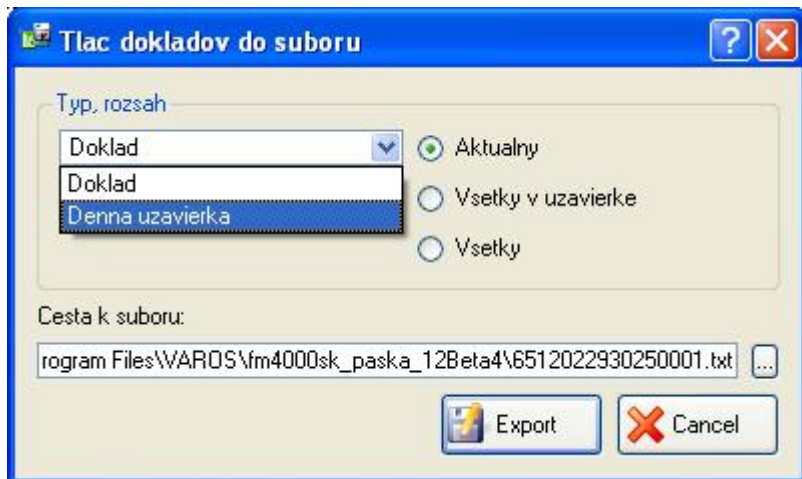 Tlac dokladov do suboru
Typ, rozsah
Doklad
Aktualny
Doklad
Denna uzavierka
Vsetky v uzavierke
Vsetky
Cesta k suboru:
rogram Files\VAROS\fm4000sk_paska_12Beta4\6512022930250001.txt ...
Export
Cancel